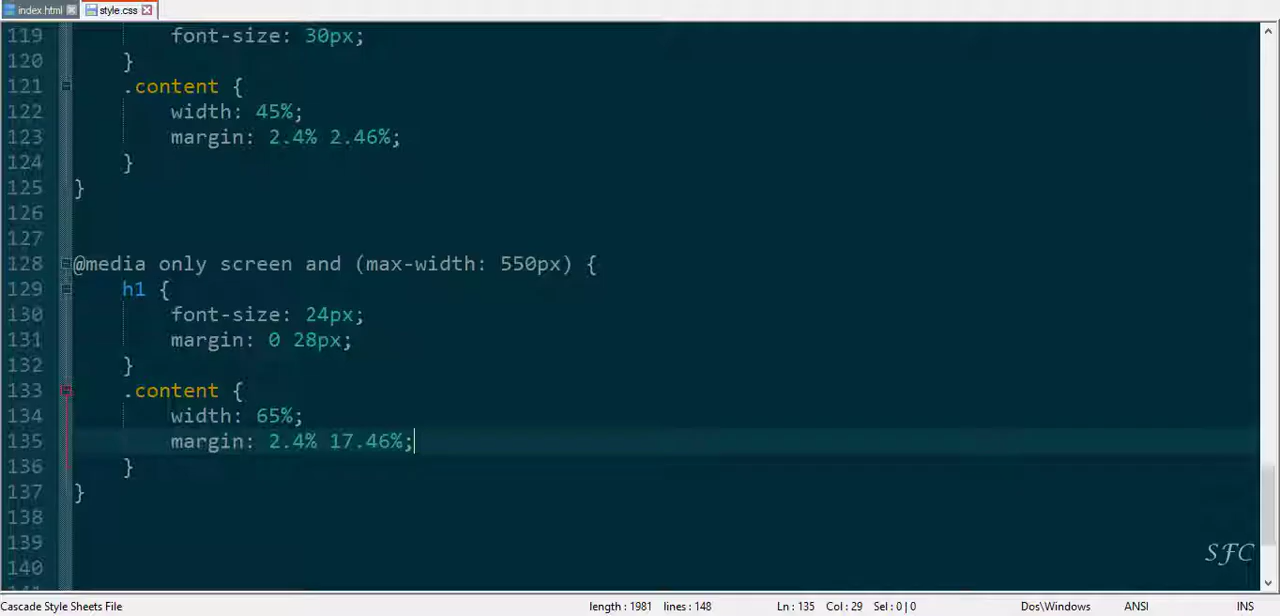 index.html style.css
119 font-size: 30px;
120 }
121 .content {
122 width: 45%;
123 margin: 2.4% 2.46%;
124 }
125 }
126
127
128 @media only screen and (max-width: 550px) {
129 h1 {
130 font-size: 24px;
131 margin: 0 28px;
132 }
133 .content {
134 width: 65%;
135 margin: 2.4% 17.46%;
136 }
137 }
138
139
140
SFC
Cascade Style Sheets File length : 1981 lines : 148 Ln : 135 Col : 29 Sel : 0 | 0 Dos\Windows ANSI INS